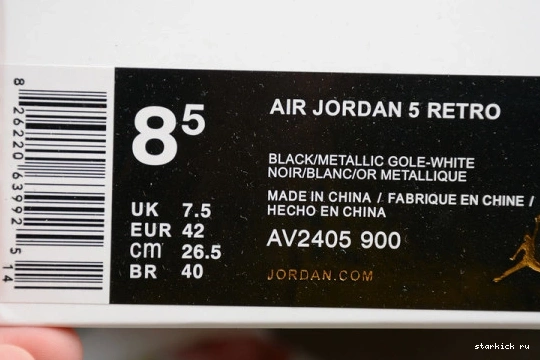 8 26220 63992 5 14
8 5
AIR JORDAN 5 RETRO
BLACK/METALLIC GOLE-WHITE
NOIR/BLANC/OR METALLIQUE
MADE IN CHINA / FABRIQUE EN CHINE /
HECHO EN CHINA
UK 7.5
EUR 42
cm 26.5
BR 40
AV2405 900
JORDAN.COM
starkick ru